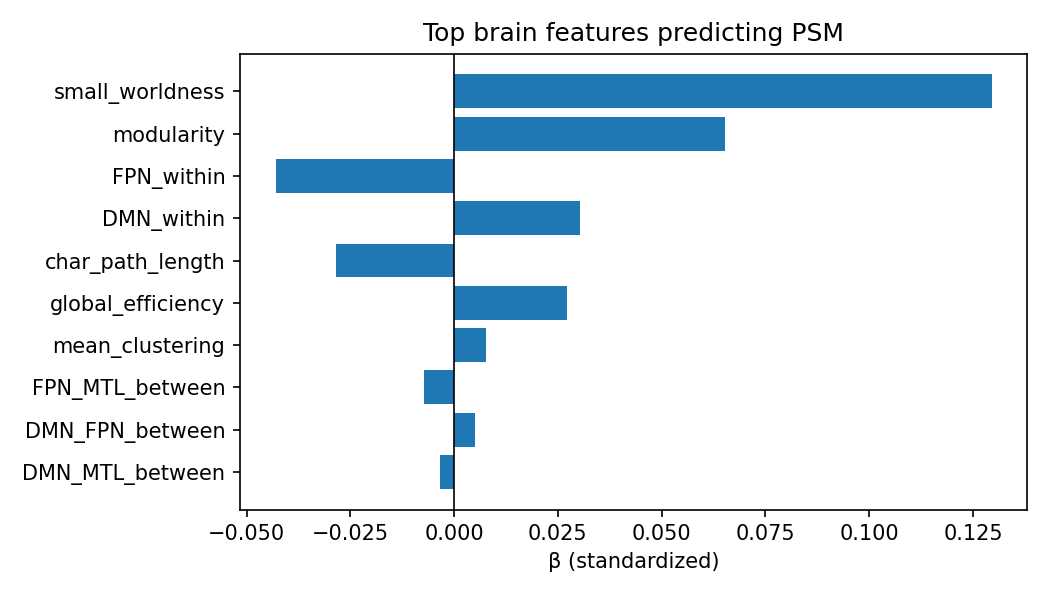 Top brain features predicting PSM
small_worldness
modularity
FPN_within
DMN_within
char_path_length
global_efficiency
mean_clustering
FPN_MTL_between
DMN_FPN_between
DMN_MTL_between
−0.050 −0.025 0.000 0.025 0.050 0.075 0.100 0.125
β (standardized)